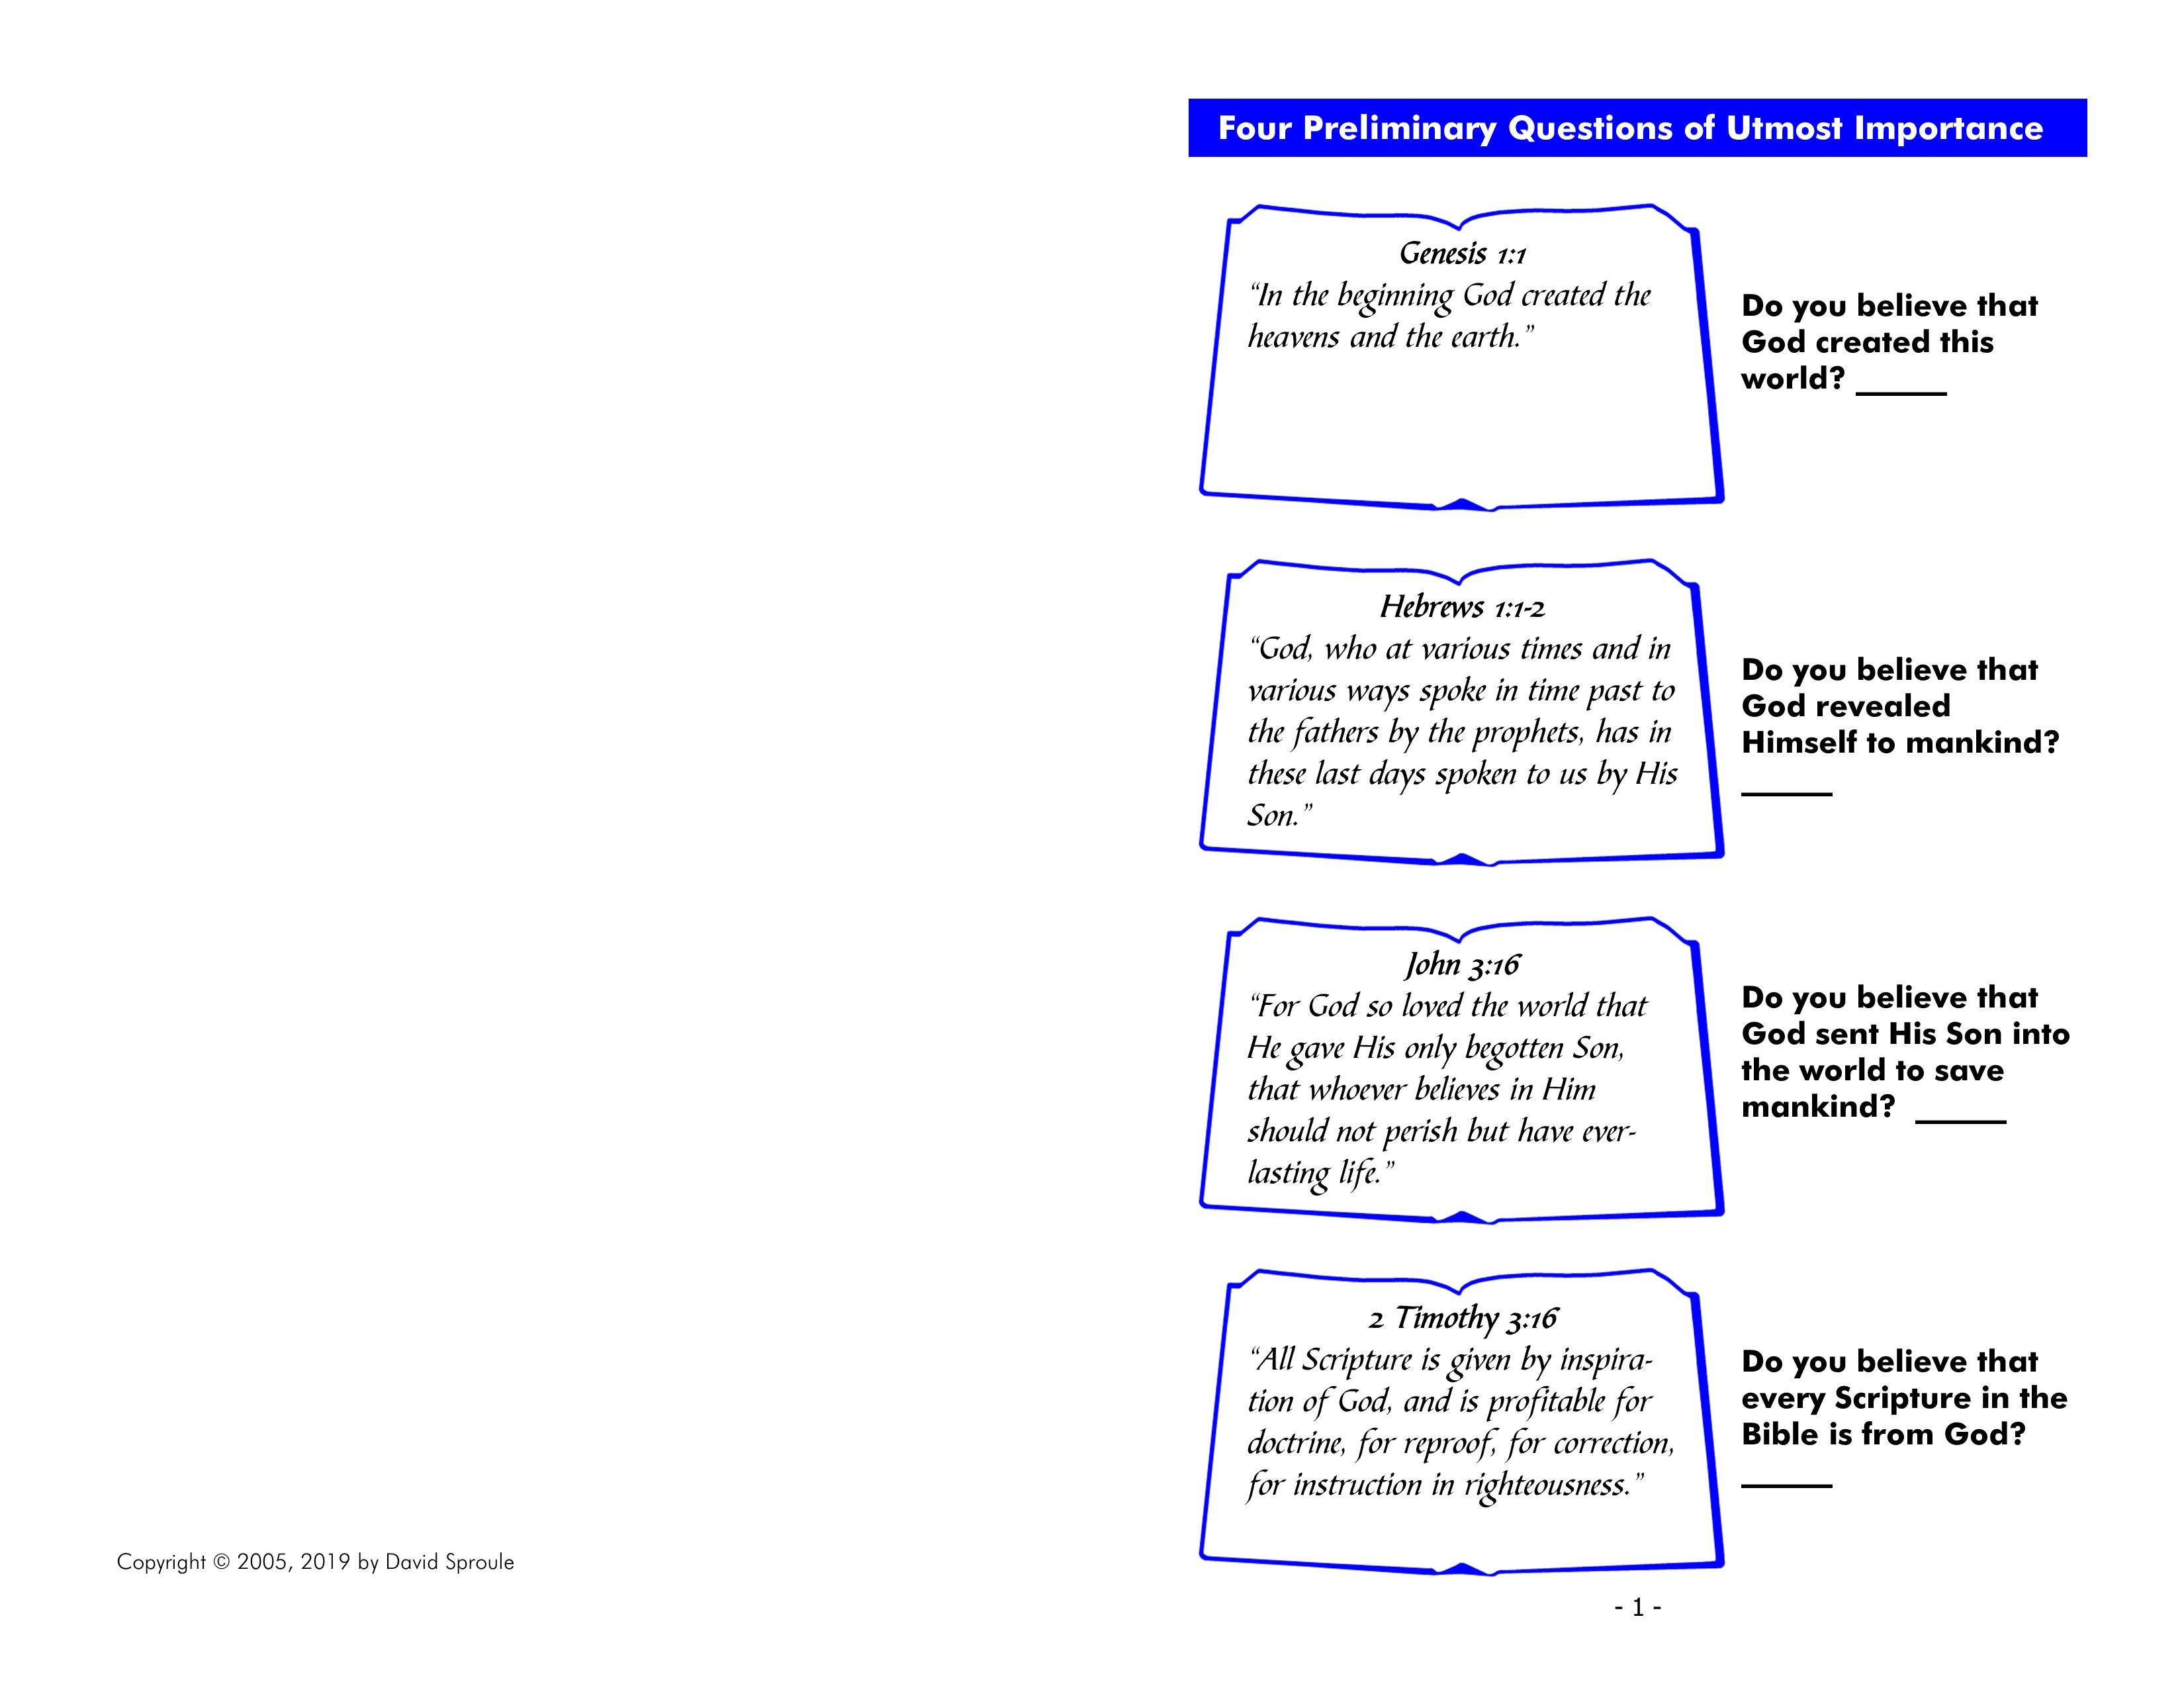 Four Preliminary Questions of Utmost Importance
Genesis 1:1
“In the beginning God created the
heavens and the earth.”
Do you believe that
God created this
world? ______
Hebrews 1:1-2
“God, who at various times and in
various ways spoke in time past to
the fathers by the prophets, has in
these last days spoken to us by His
Son.”
Do you believe that
God revealed
Himself to mankind?
______
John 3:16
“For God so loved the world that
He gave His only begotten Son,
that whoever believes in Him
should not perish but have ever-
lasting life.”
Do you believe that
God sent His Son into
the world to save
mankind? ______
2 Timothy 3:16
“All Scripture is given by inspira-
tion of God, and is profitable for
doctrine, for reproof, for correction,
for instruction in righteousness.”
Do you believe that
every Scripture in the
Bible is from God?
______
Copyright © 2005, 2019 by David Sproule
- 1 -